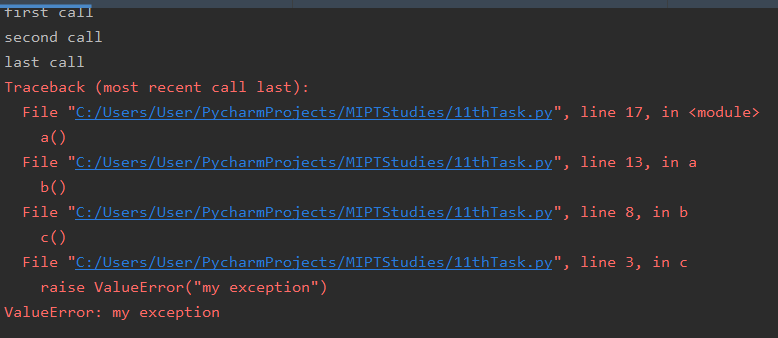 first call
second call
last call
Traceback (most recent call last):
File "C:/Users/User/PycharmProjects/MIPTStudies/11thTask.py", line 17, in <module>
a()
File "C:/Users/User/PycharmProjects/MIPTStudies/11thTask.py", line 13, in a
b()
File "C:/Users/User/PycharmProjects/MIPTStudies/11thTask.py", line 8, in b
c()
File "C:/Users/User/PycharmProjects/MIPTStudies/11thTask.py", line 3, in c
raise ValueError("my exception")
ValueError: my exception